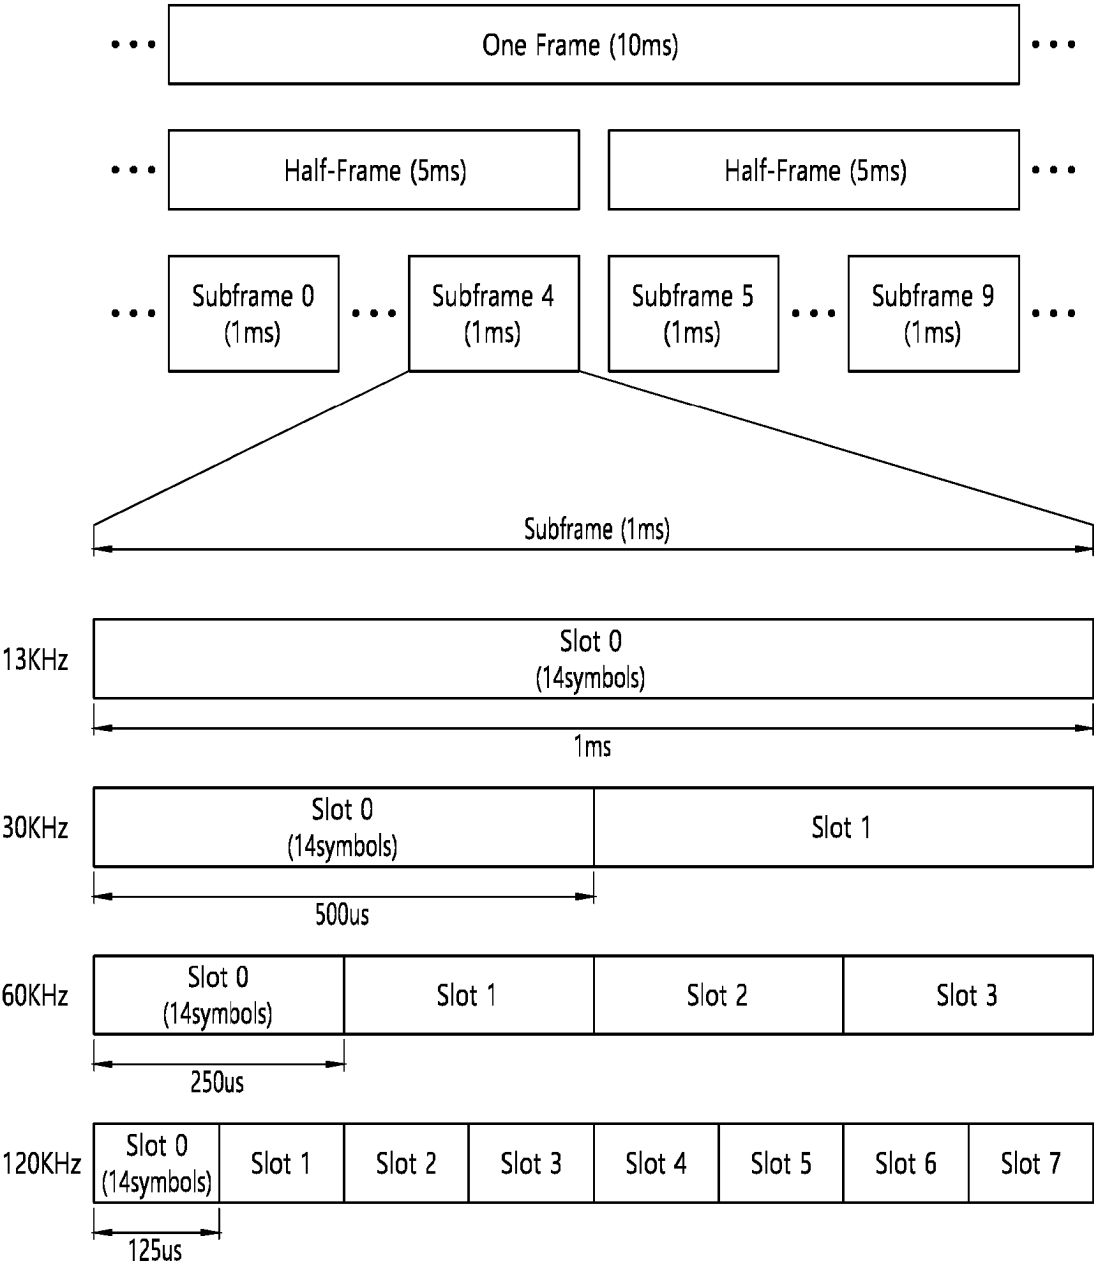 One Frame (10ms)
Half-Frame (5ms)
Half-Frame (5ms)
Subframe 0
(1ms)
Subframe 4
(1ms)
Subframe 5
(1ms)
Subframe 9
(1ms)
Subframe (1ms)
13KHz
Slot 0
(14symbols)
1ms
30KHz
Slot 0
(14symbols)
Slot 1
500us
60KHz
Slot 0
(14symbols)
Slot 1
Slot 2
Slot 3
250us
120KHz
Slot 0
(14symbols)
Slot 1
Slot 2
Slot 3
Slot 4
Slot 5
Slot 6
Slot 7
125us